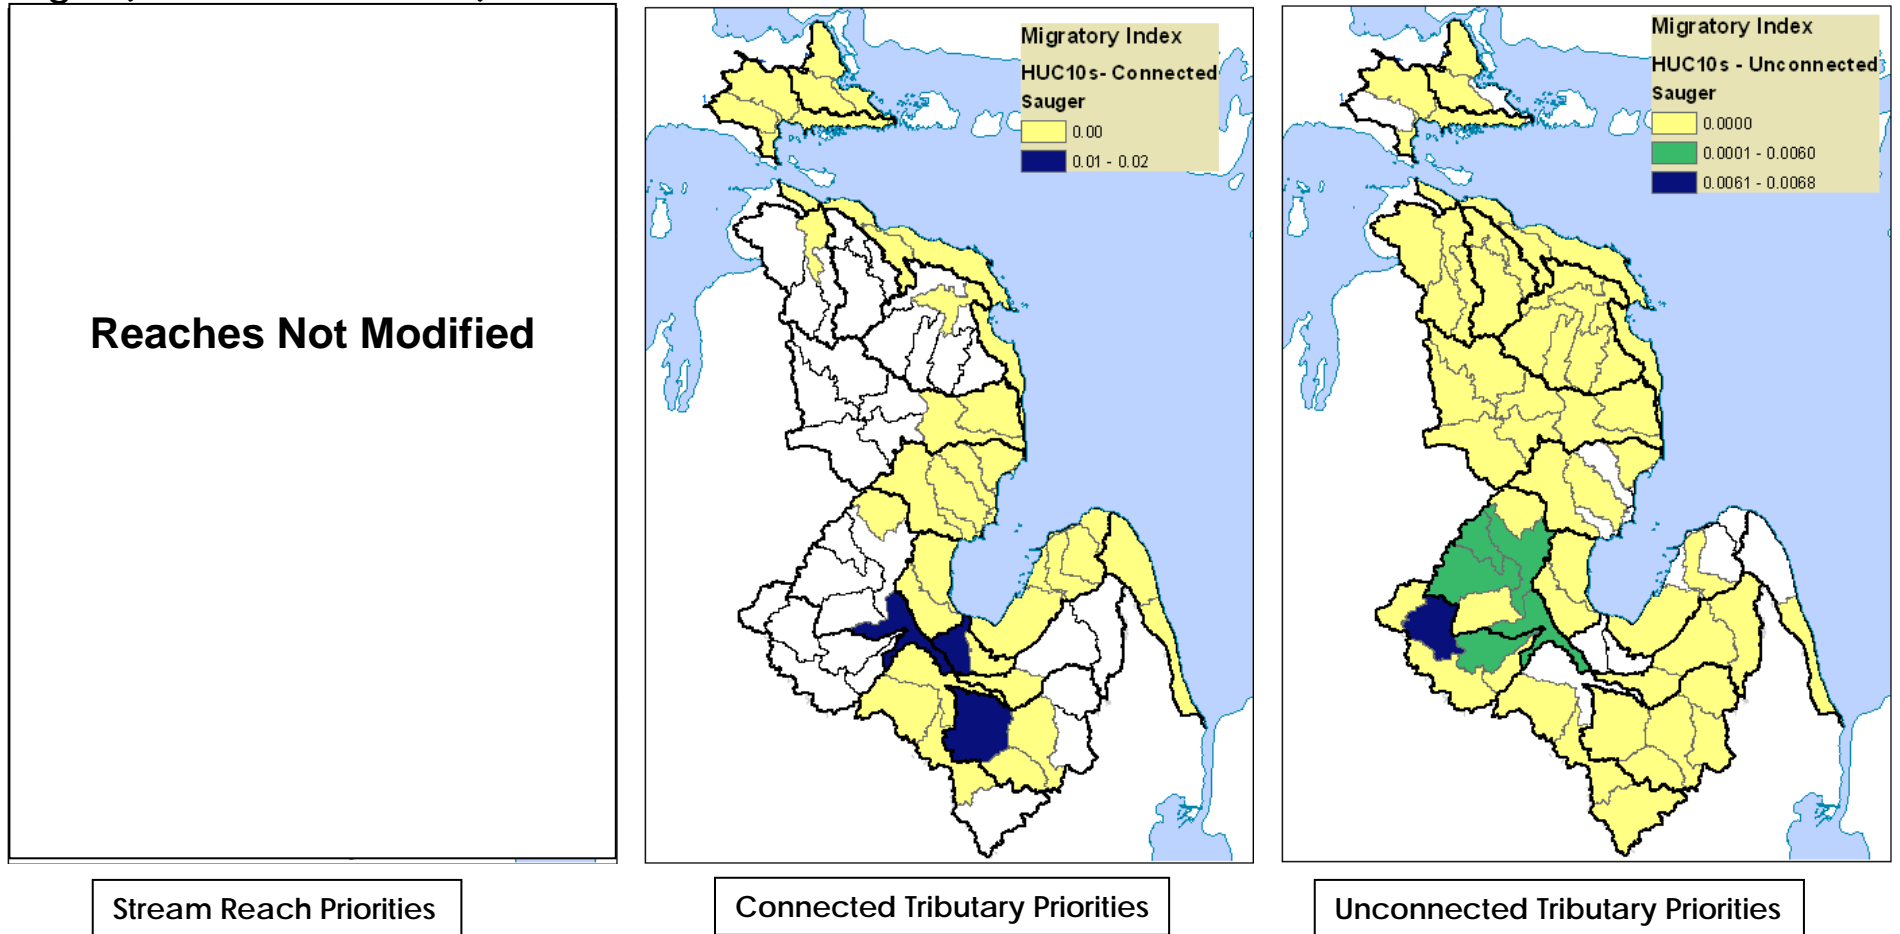 Reaches Not Modified
Stream Reach Priorities
Migratory Index
HUC10s- Connected
Sauger
0.00
0.01 - 0.02
Connected Tributary Priorities
Migratory Index
HUC10s - Unconnected
Sauger
0.0000
0.0001 - 0.0060
0.0061 - 0.0068
Unconnected Tributary Priorities